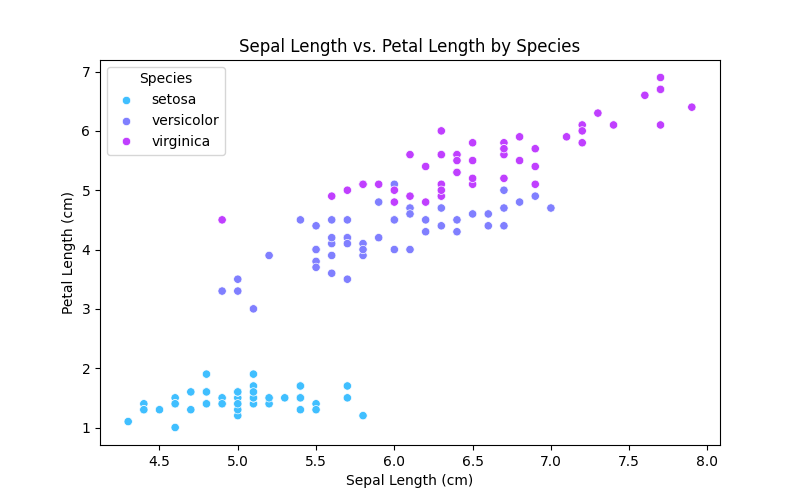 Sepal Length vs. Petal Length by Species
Species
setosa
versicolor
virginica
Petal Length (cm)
7
6
5
4
3
2
1
4.5 5.0 5.5 6.0 6.5 7.0 7.5 8.0
Sepal Length (cm)